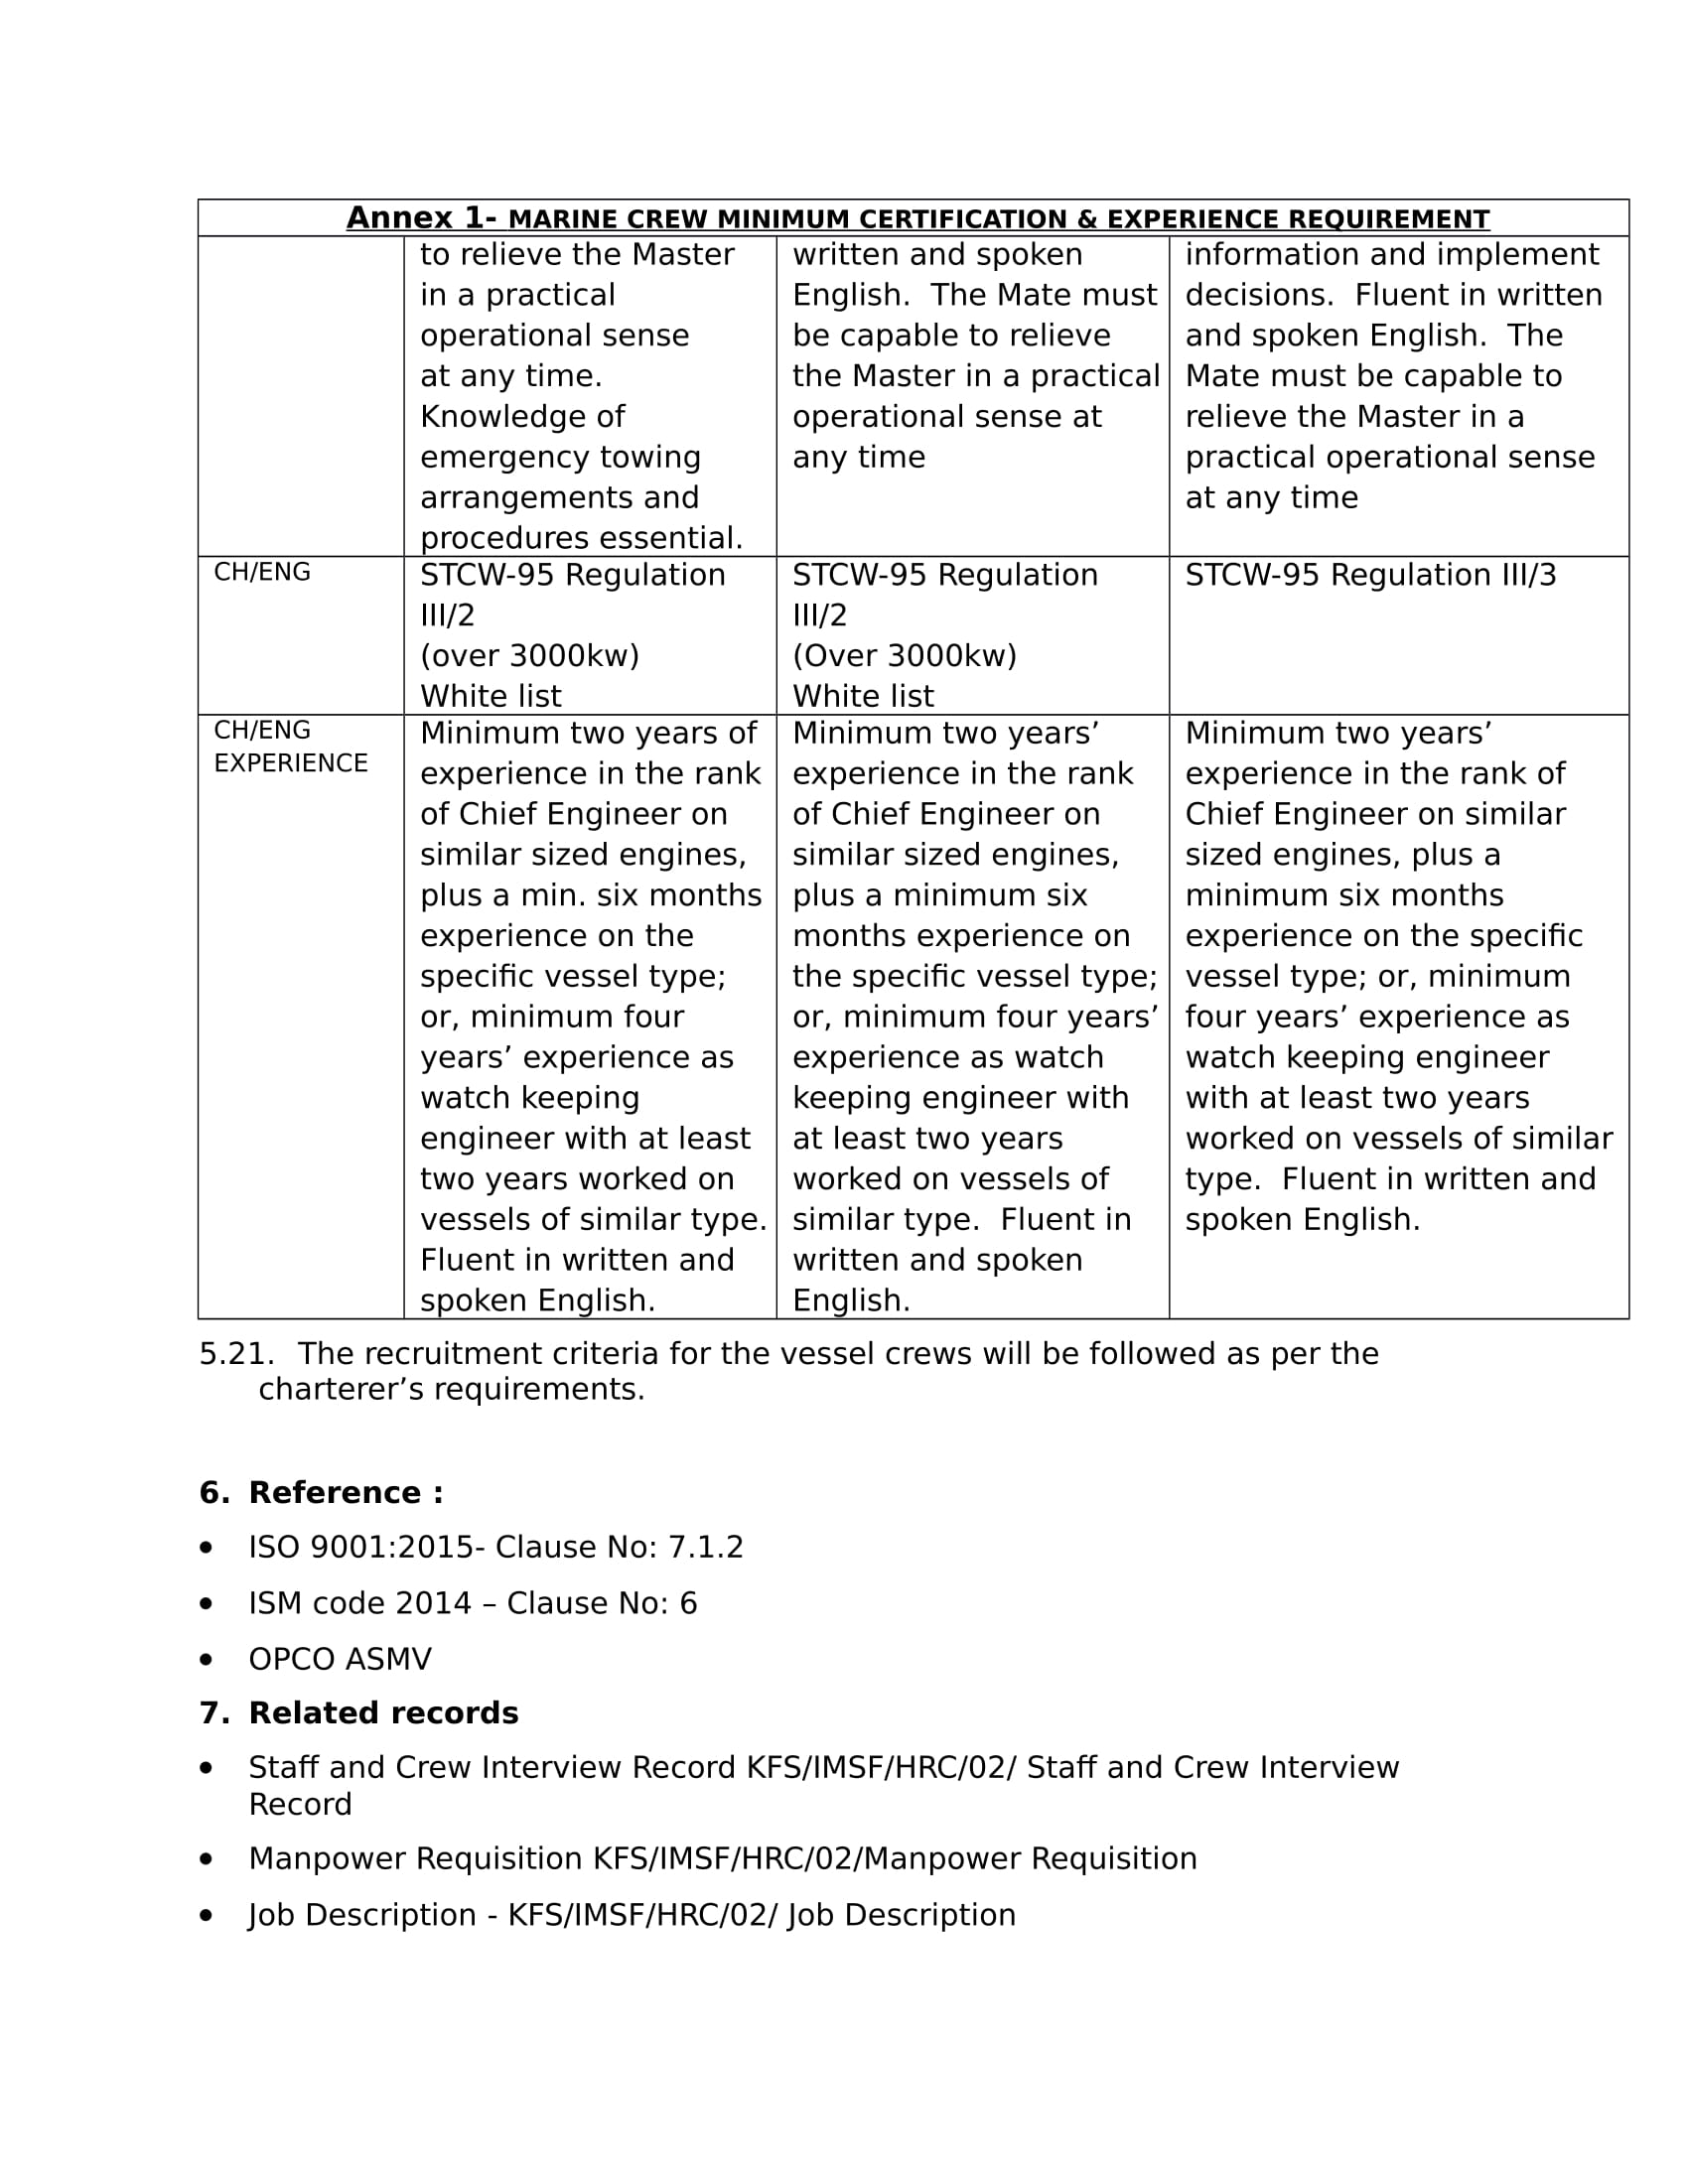 Annex 1- MARINE CREW MINIMUM CERTIFICATION & EXPERIENCE REQUIREMENT
to relieve the Master
in a practical
operational sense
at any time.
Knowledge of
emergency towing
arrangements and
procedures essential.
written and spoken
English.  The Mate must
be capable to relieve
the Master in a practical
operational sense at
any time
information and implement
decisions.  Fluent in written
and spoken English.  The
Mate must be capable to
relieve the Master in a
practical operational sense
at any time
CH/ENG
STCW-95 Regulation
III/2
(over 3000kw)
White list
STCW-95 Regulation
III/2
(Over 3000kw)
White list
STCW-95 Regulation III/3
CH/ENG
EXPERIENCE
Minimum two years of
experience in the rank
of Chief Engineer on
similar sized engines,
plus a min. six months
experience on the
specific vessel type;
or, minimum four
years’ experience as
watch keeping
engineer with at least
two years worked on
vessels of similar type.
Fluent in written and
spoken English.
Minimum two years’
experience in the rank
of Chief Engineer on
similar sized engines,
plus a minimum six
months experience on
the specific vessel type;
or, minimum four years’
experience as watch
keeping engineer with
at least two years
worked on vessels of
similar type.  Fluent in
written and spoken
English.
Minimum two years’
experience in the rank of
Chief Engineer on similar
sized engines, plus a
minimum six months
experience on the specific
vessel type; or, minimum
four years’ experience as
watch keeping engineer
with at least two years
worked on vessels of similar
type.  Fluent in written and
spoken English.
5.21.  The recruitment criteria for the vessel crews will be followed as per the
charterer’s requirements.
6.  Reference :
• ISO 9001:2015- Clause No: 7.1.2
• ISM code 2014 – Clause No: 6
• OPCO ASMV
7.  Related records
• Staff and Crew Interview Record KFS/IMSF/HRC/02/ Staff and Crew Interview
Record
• Manpower Requisition KFS/IMSF/HRC/02/Manpower Requisition
• Job Description - KFS/IMSF/HRC/02/ Job Description